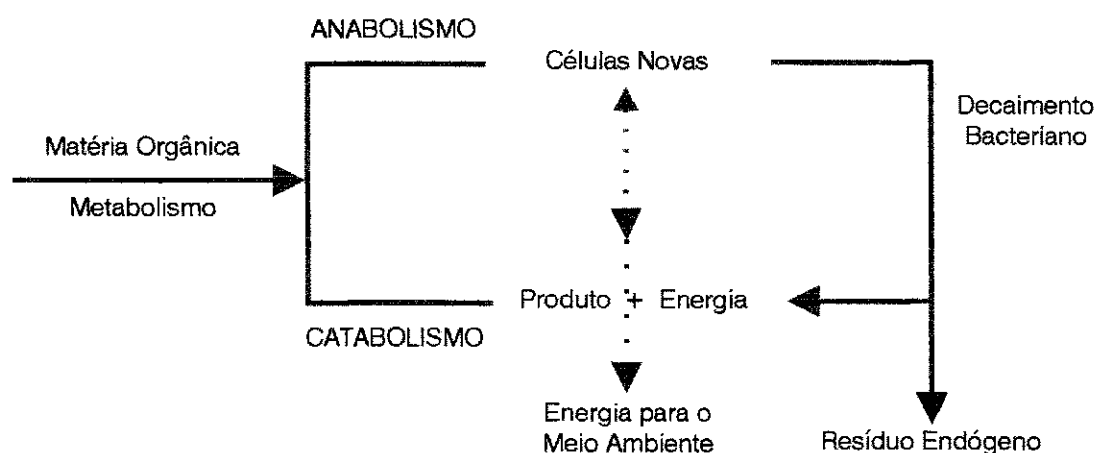 ANABOLISMO
Células Novas
Decaimento
Bacteriano
Matéria Orgânica
Metabolismo
Produto + Energia
CATABOLISMO
Energia para o
Meio Ambiente
Resíduo Endógeno